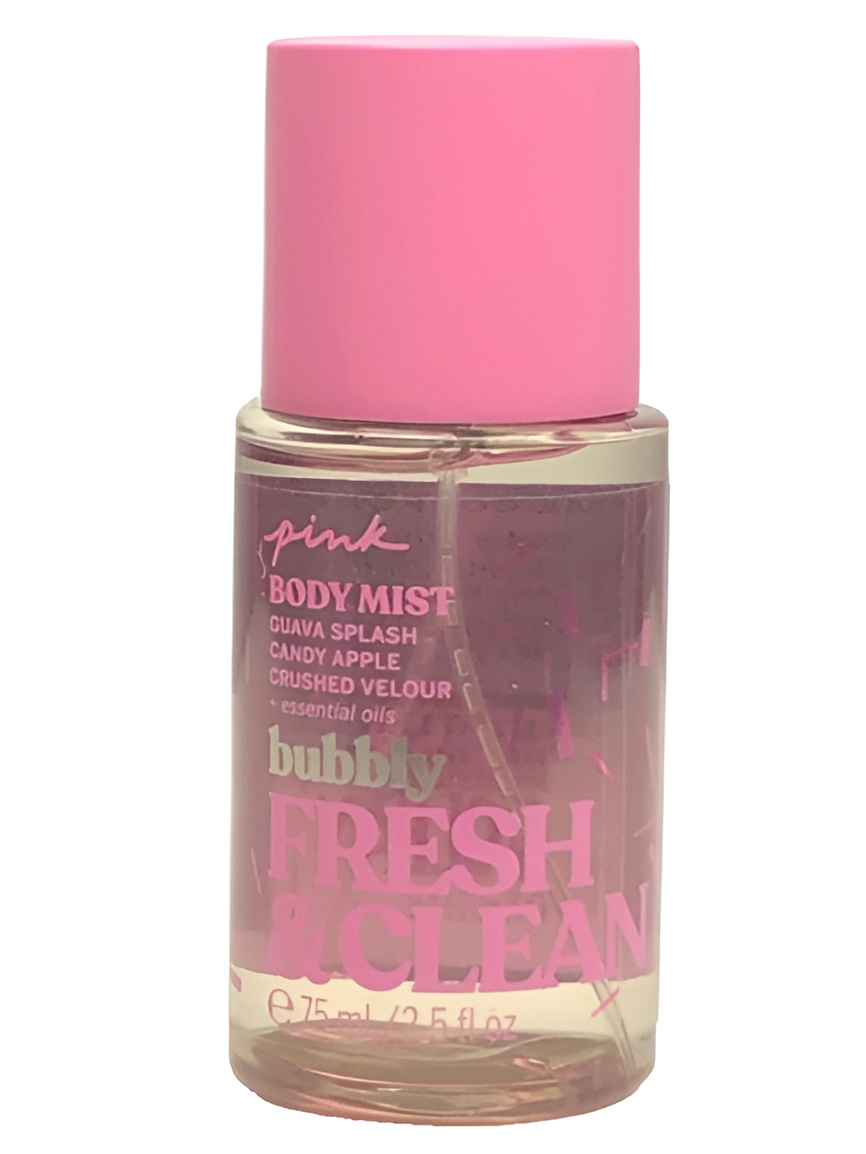 pink
BODY MIST
GUAVA SPLASH
CANDY APPLE
CRUSHED VELOUR
+ essential oils
bubbly
FRESH
&CLEAN
e 75 ml / 2.5 fl oz